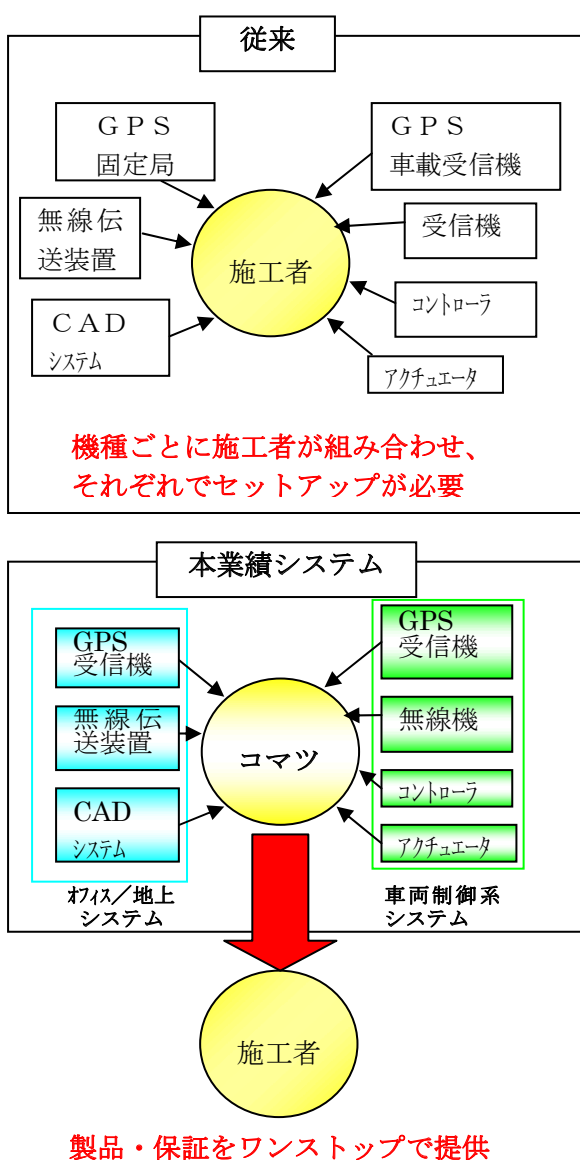 従来
ＧＰＳ
固定局
ＧＰＳ
車載受信機
無線伝
送装置
受信機
施工者
ＣＡＤ
ｼｽﾃﾑ
ｺﾝﾄﾛｰﾗ
ｱｸﾁｭｴｰﾀ
機種ごとに施工者が組み合わせ、
それぞれでセットアップが必要
本業績システム
GPS
受信機
無線伝
送装置
CAD
ｼｽﾃﾑ
コマツ
GPS
受信機
無線機
ｺﾝﾄﾛｰﾗ
ｱｸﾁｭｴｰﾀ
ｵﾌｨｽ／地上
システム
車両制御系
システム
施工者
製品・保証をワンストップで提供